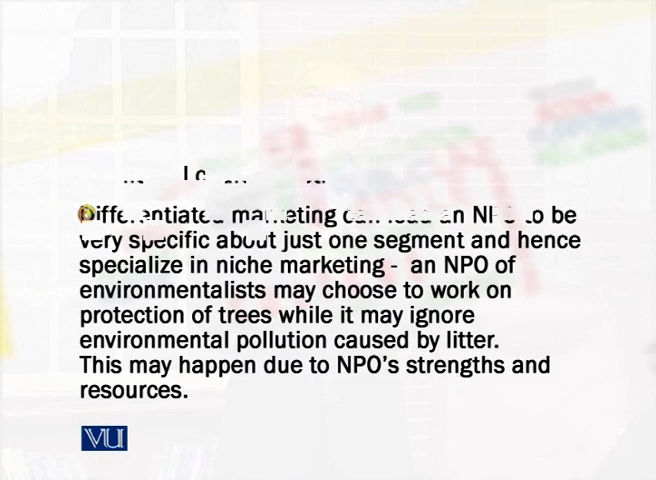 Differentiated marketing can lead an NPO to be
very specific about just one segment and hence
specialize in niche marketing - an NPO of
environmentalists may choose to work on
protection of trees while it may ignore
environmental pollution caused by litter.
This may happen due to NPO's strengths and
resources.
VU